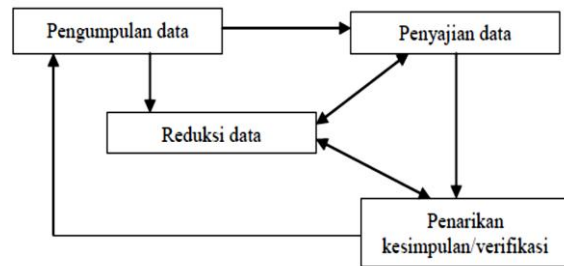 Pengumpulan data
Penyajian data
Reduksi data
Penarikan
kesimpulan/verifikasi